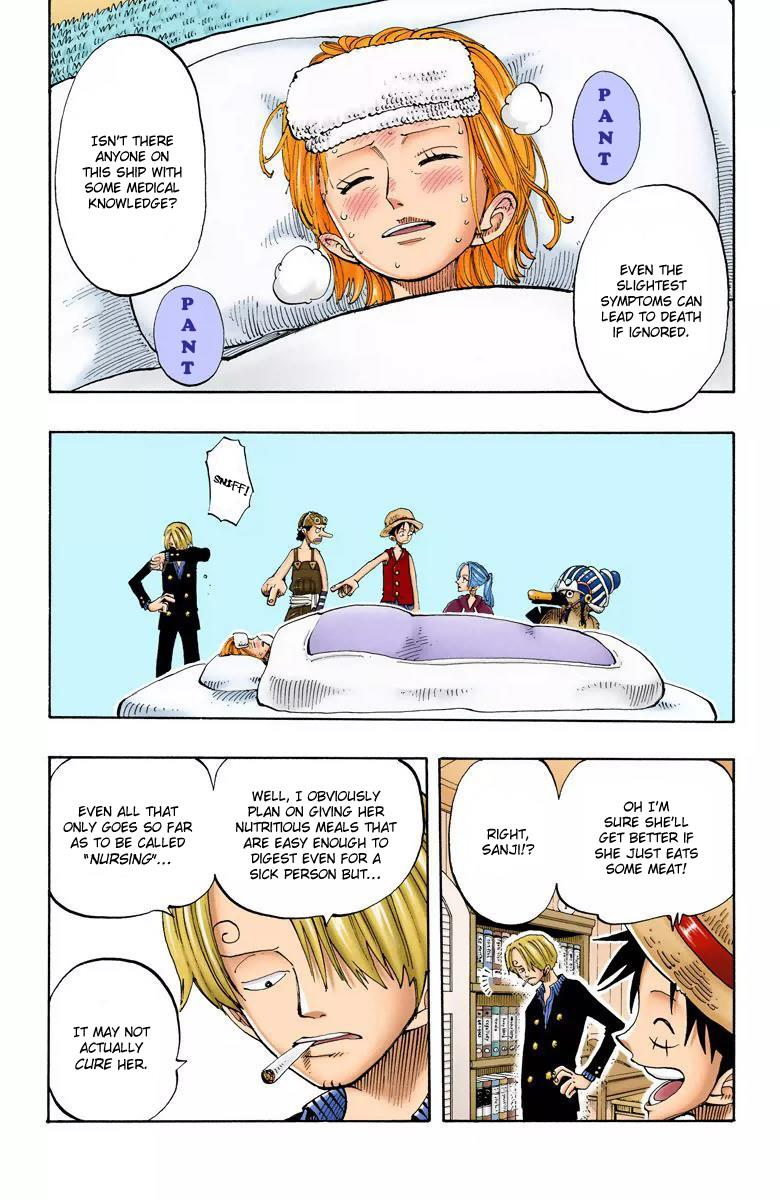 PANT
EVEN THE
SLIGHTEST
SYMPTOMS CAN
LEAD TO DEATH
IF IGNORED.
ISN'T THERE
ANYONE ON
THIS SHIP WITH
SOME MEDICAL
KNOWLEDGE?
PANT
SNIFF!
OH I'M
SURE SHE'LL
GET BETTER IF
SHE JUST EATS
SOME MEAT!
RIGHT,
SANJI!?
WELL, I OBVIOUSLY
PLAN ON GIVING HER
NUTRITIOUS MEALS THAT
ARE EASY ENOUGH TO
DIGEST EVEN FOR A
SICK PERSON BUT...
EVEN ALL THAT
ONLY GOES SO FAR
AS TO BE CALLED
"NURSING"...
IT MAY NOT
ACTUALLY
CURE HER.